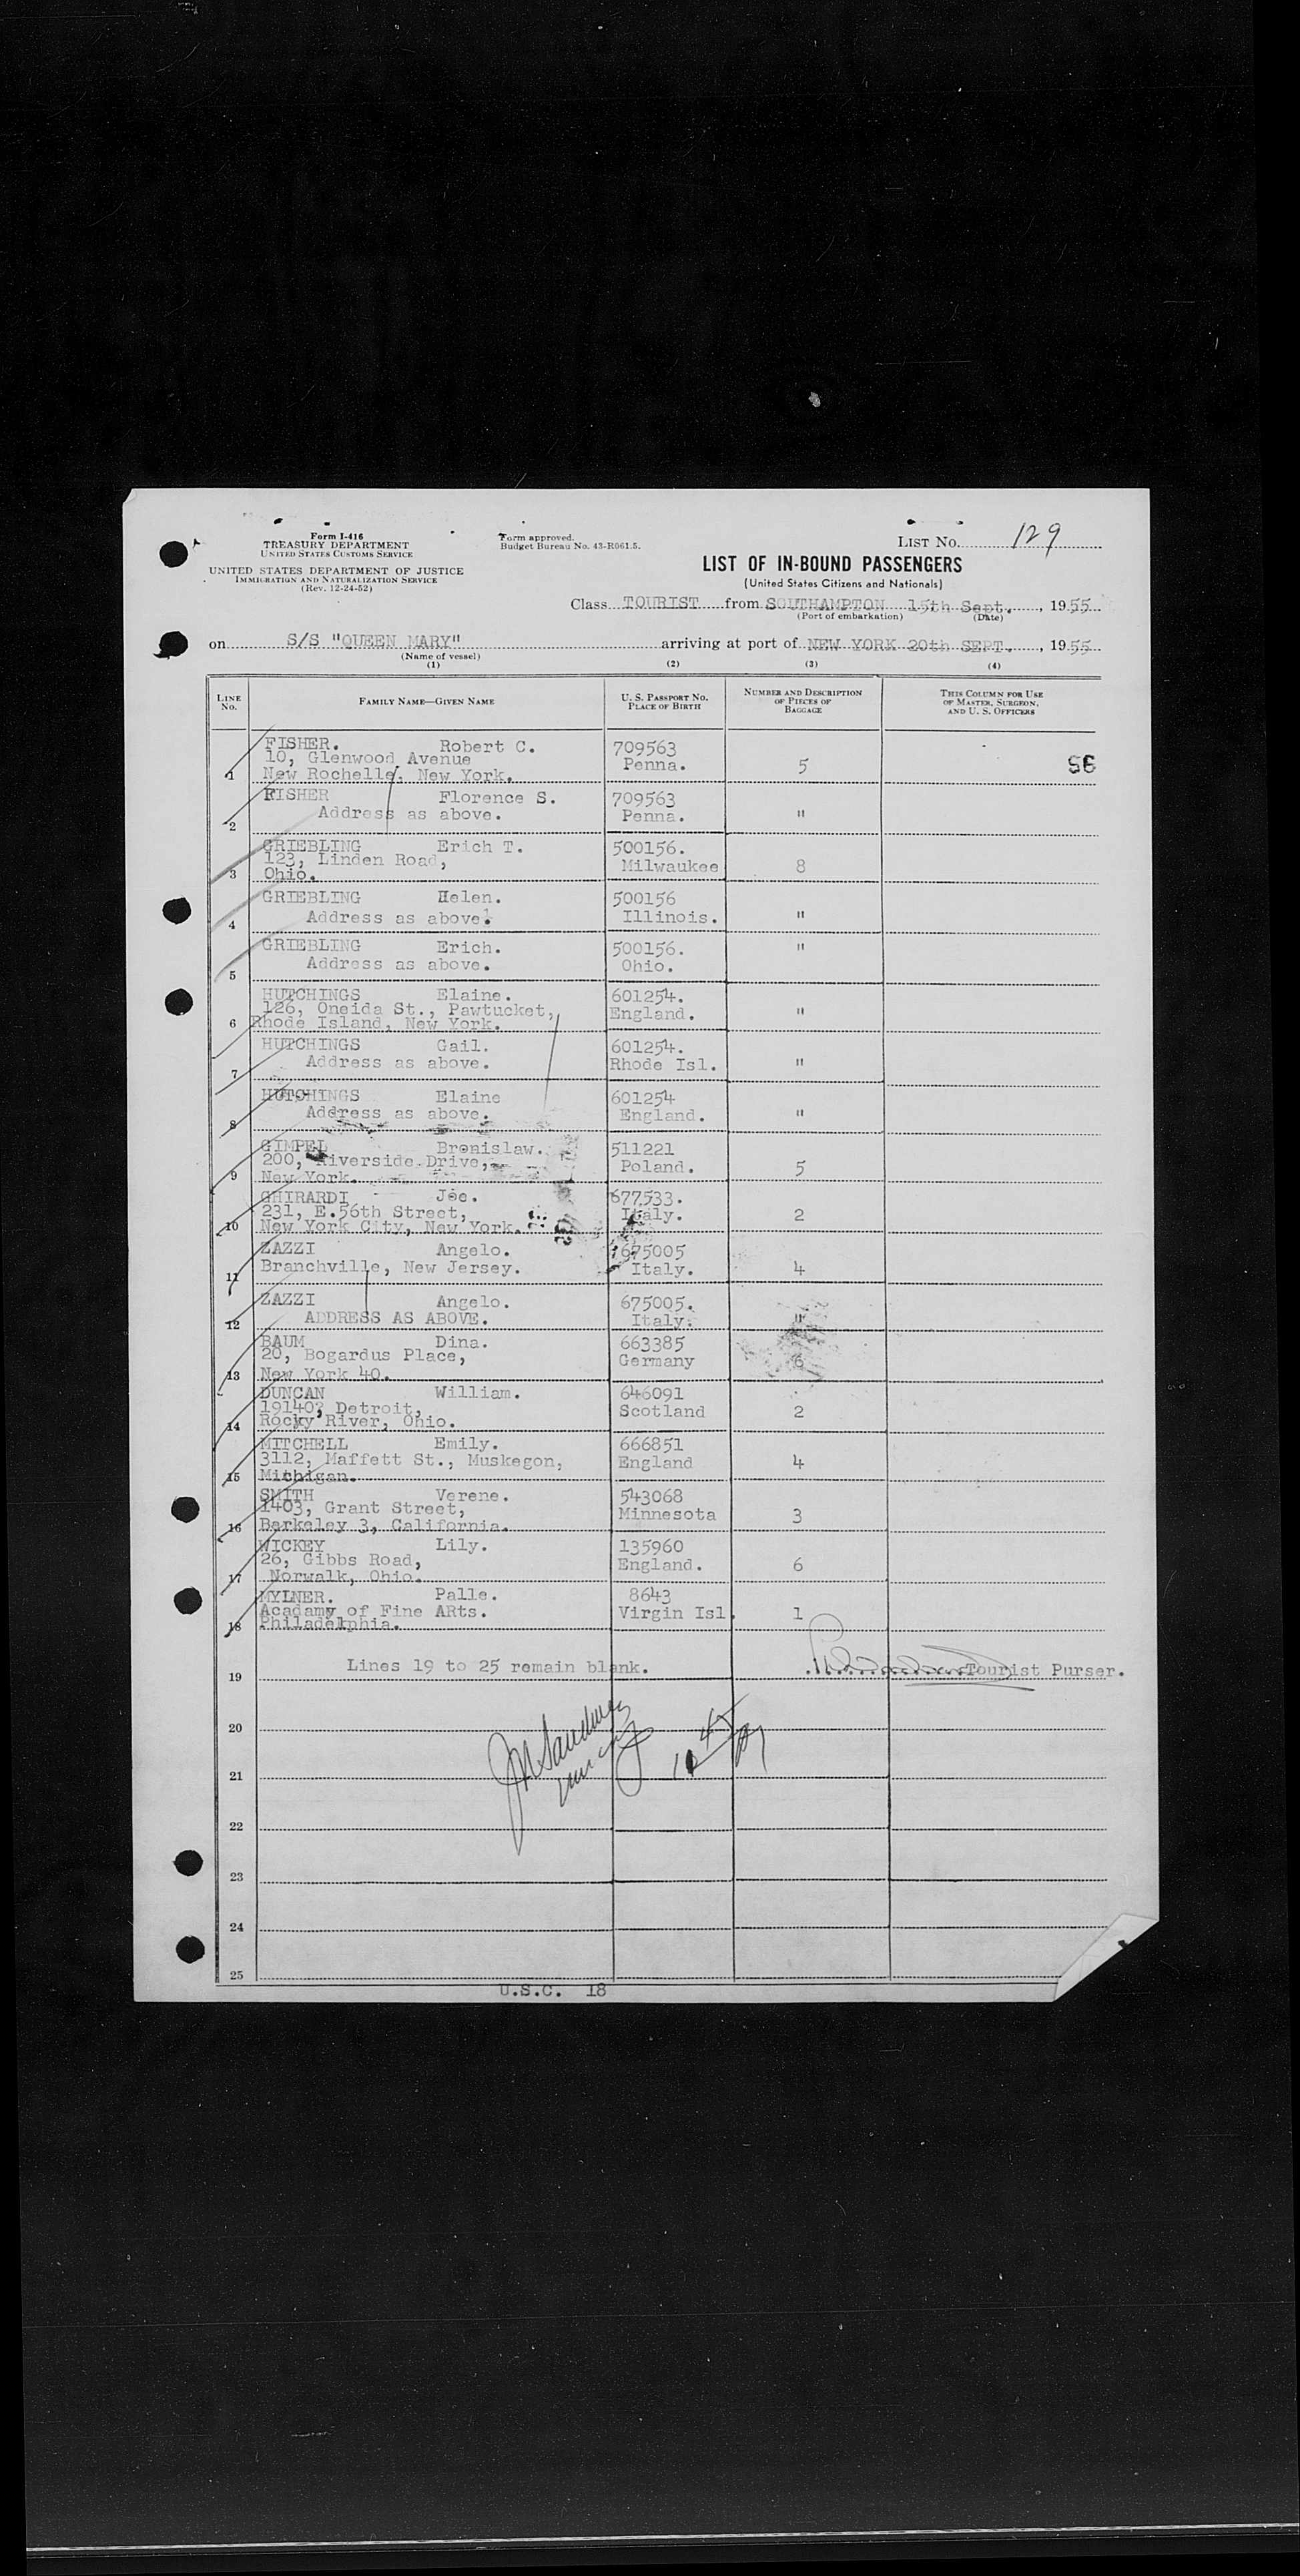 Form I-416
TREASURY DEPARTMENT
UNITED STATES CUSTOMS SERVICE
UNITED STATES DEPARTMENT OF JUSTICE
IMMIGRATION AND NATURALIZATION SERVICE
(Rev. 12-24-52)
Form approved.
Budget Bureau No. 43-R061.5.
LIST No. 129
LIST OF IN-BOUND PASSENGERS
(United States Citizens and Nationals)
Class TOURIST from SOUTHAMPTON 15th Sept. , 1955
(Port of embarkation) (Date)
on S/S "QUEEN MARY" arriving at port of NEW YORK 20th SEPT. , 1955
(Name of vessel)
(1) (2) (3) (4)
LINE No. FAMILY NAME—GIVEN NAME U. S. PASSPORT NO. PLACE OF BIRTH NUMBER AND DESCRIPTION OF PIECES OF BAGGAGE THIS COLUMN FOR USE OF MASTER, SURGEON, AND U. S. OFFICERS
FISHER. Robert C. 709563
10, Glenwood Avenue Penna. 5 96
1 New Rochelle, New York.
FISHER Florence S. 709563
Address as above. Penna. "
2
GRIEBLING Erich T. 500156.
123, Linden Road, Milwaukee 8
3 Ohio.
GRIEBLING Helen. 500156
4 Address as above. Illinois. "
GRIEBLING Erich. 500156. "
Address as above. Ohio.
5
HUTCHINGS Elaine. 601254.
126, Oneida St., Pawtucket, England. "
6 Rhode Island, New York.
HUTCHINGS Gail. 601254.
Address as above. Rhode Isl. "
7
HUTCHINGS Elaine 601254
Address as above. England. "
8
GIMPEL Bronislaw. 511221
200, Riverside Drive, Poland. 5
9 New York.
GHIRARDI Joe. 677533.
231, E.56th Street, Italy. 2
10 New York City, New York.
ZAZZI Angelo. 675005
11 Branchville, New Jersey. Italy. 4
ZAZZI Angelo. 675005.
12 ADDRESS AS ABOVE. Italy. "
BAUM Dina. 663385
20, Bogardus Place, Germany 6
13 New York 40.
DUNCAN William. 646091
19140, Detroit, Scotland 2
14 Rocky River, Ohio.
MITCHELL Emily. 666851
3112, Maffett St., Muskegon, England 4
15 Michigan.
SMITH Verene. 543068
1403, Grant Street, Minnesota 3
16 Berkeley 3, California.
WICKEY Lily. 135960
26, Gibbs Road, England. 6
17 Norwalk, Ohio.
MYLNER. Palle. 8643
Acadamy of Fine ARts. Virgin Isl. 1
18 Philadelphia.
Lines 19 to 25 remain blank. Tourist Purser.
19
20
21
22
23
24
25
U.S.C. 18